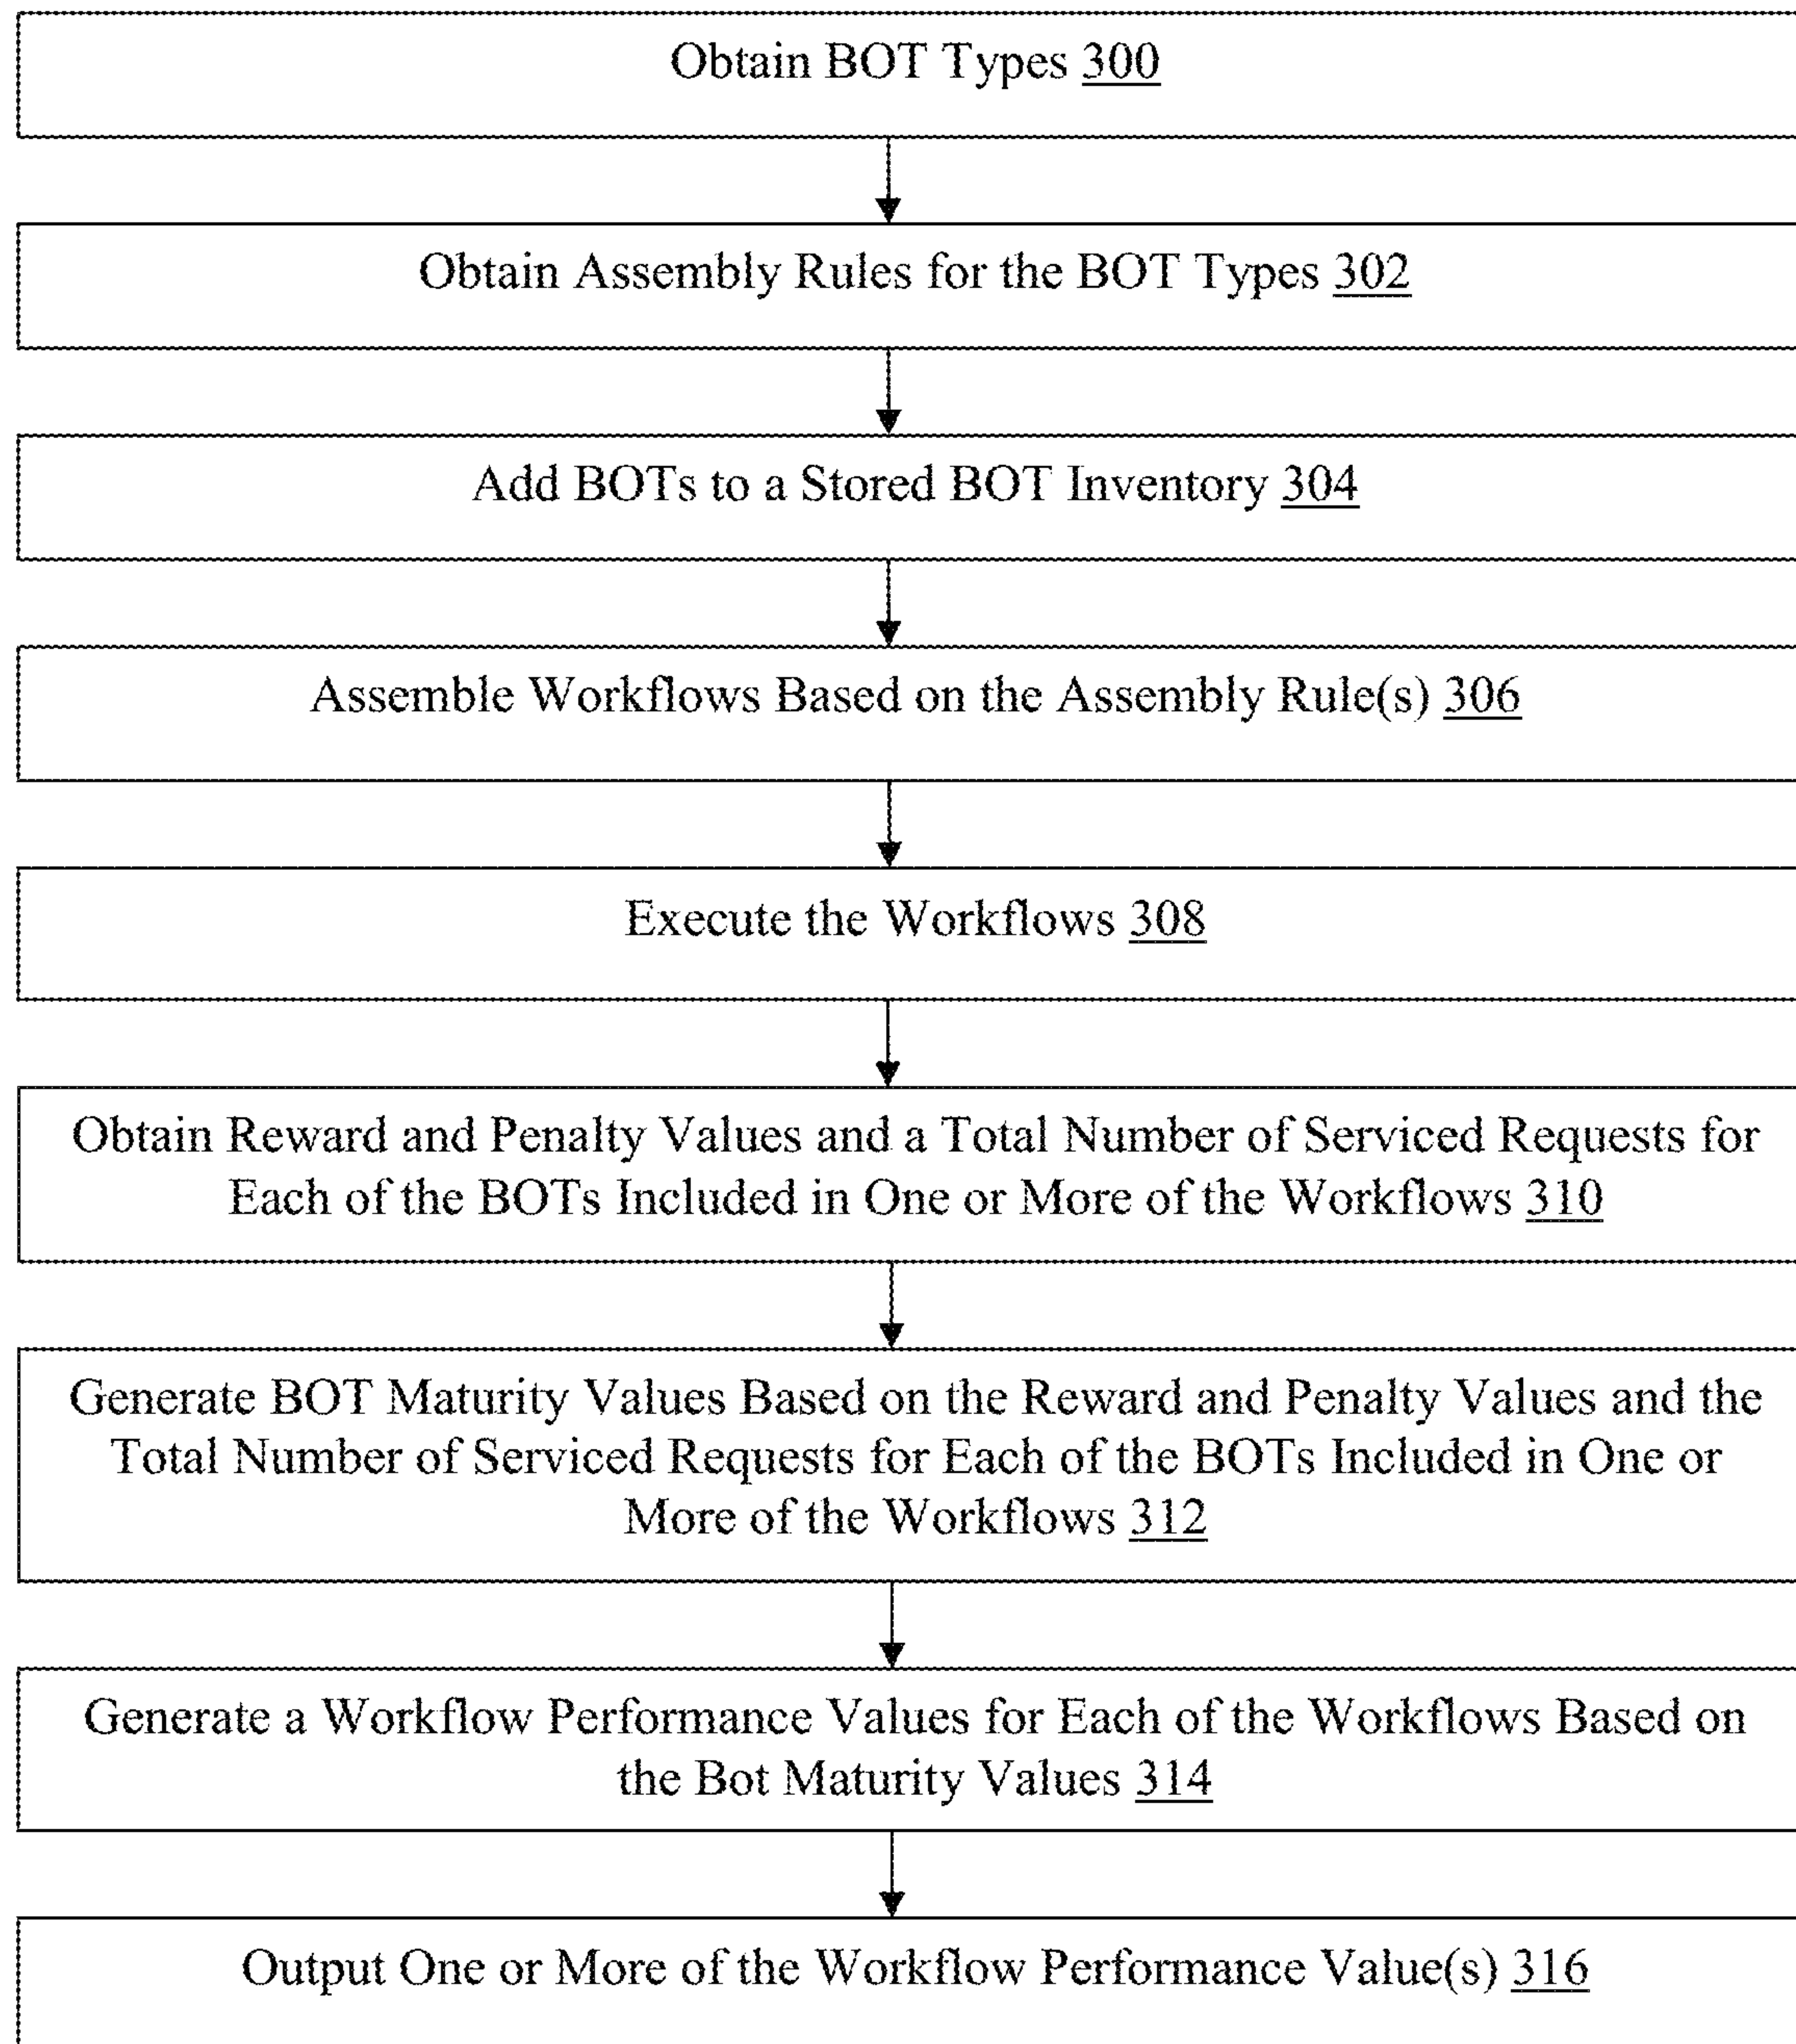 Obtain BOT Types 300
Obtain Assembly Rules for the BOT Types 302
Add BOTs to a Stored BOT Inventory 304
Assemble Workflows Based on the Assembly Rule(s) 306
Execute the Workflows 308
Obtain Reward and Penalty Values and a Total Number of Serviced Requests for
Each of the BOTs Included in One or More of the Workflows 310
Generate BOT Maturity Values Based on the Reward and Penalty Values and the
Total Number of Serviced Requests for Each of the BOTs Included in One or
More of the Workflows 312
Generate a Workflow Performance Values for Each of the Workflows Based on
the Bot Maturity Values 314
Output One or More of the Workflow Performance Value(s) 316